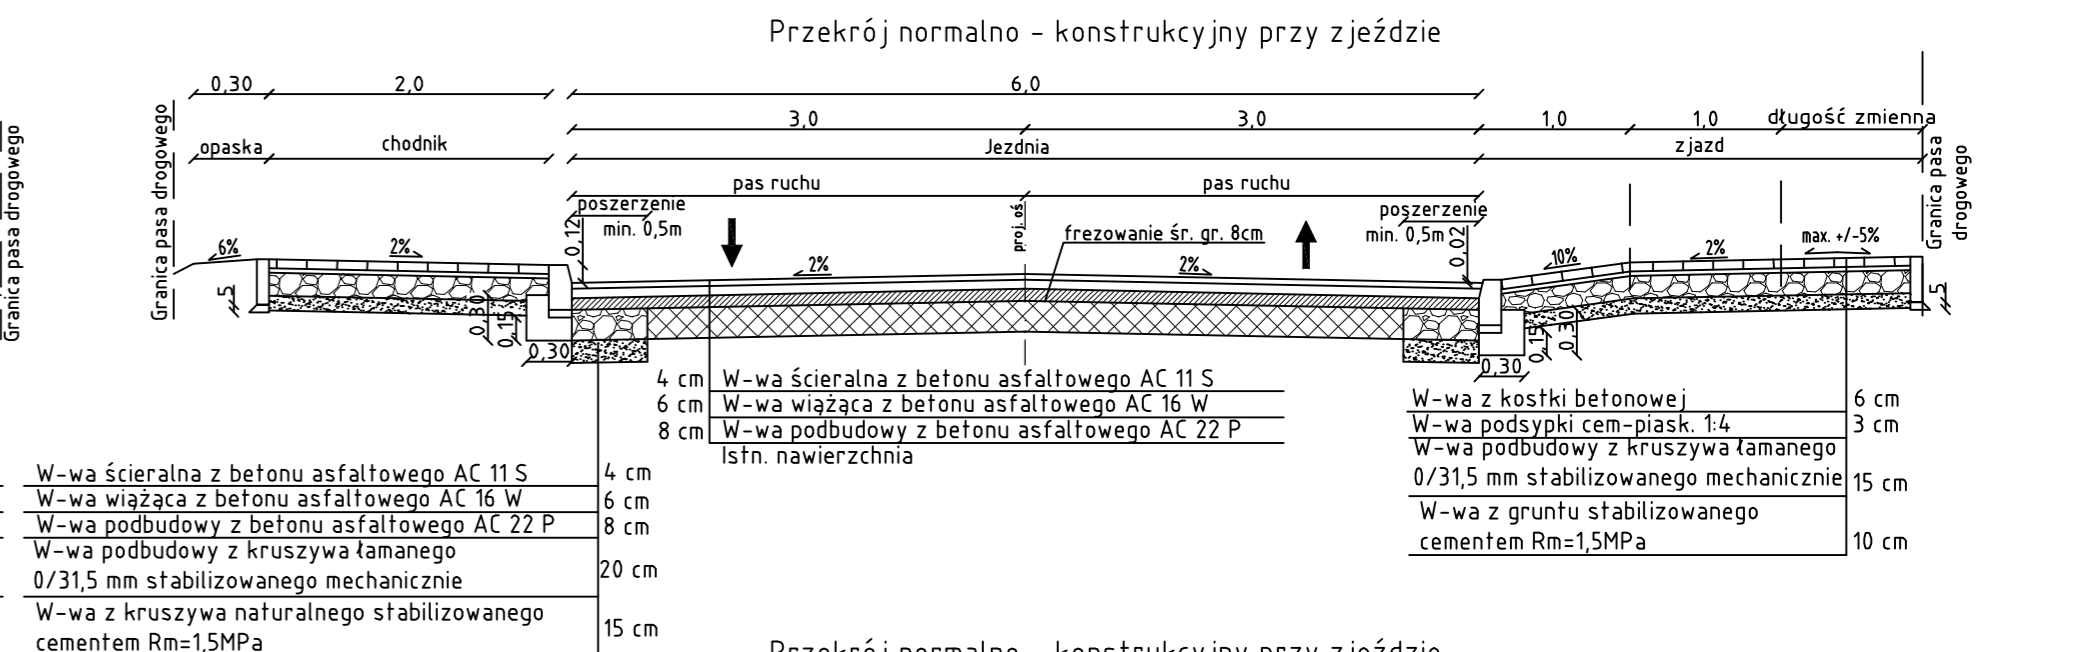 Przekrój normalno - konstrukcyjny przy zjeździe
0,30
2,0
6,0
3,0
3,0
1,0
1,0
długość zmienna
opaska
chodnik
Jezdnia
zjazd
pas ruchu
pas ruchu
Granica pasa drogowego
Granica pasa drogowego
Granica pasa
drogowego
poszerzenie
min. 0,5m
0,12
proj. oś
frezowanie śr. gr. 8cm
poszerzenie
min. 0,5m
0,02
6%
2%
2%
2%
10%
2%
max. +/-5%
5
0,30
0,15
0,30
0,30
0,15
0,30
5
4 cm W-wa ścieralna z betonu asfaltowego AC 11 S
6 cm W-wa wiążąca z betonu asfaltowego AC 16 W
8 cm W-wa podbudowy z betonu asfaltowego AC 22 P
Istn. nawierzchnia
W-wa z kostki betonowej 6 cm
W-wa podsypki cem-piask. 1:4 3 cm
W-wa podbudowy z kruszywa łamanego
0/31,5 mm stabilizowanego mechanicznie 15 cm
W-wa z gruntu stabilizowanego
cementem Rm=1,5MPa 10 cm
W-wa ścieralna z betonu asfaltowego AC 11 S 4 cm
W-wa wiążąca z betonu asfaltowego AC 16 W 6 cm
W-wa podbudowy z betonu asfaltowego AC 22 P 8 cm
W-wa podbudowy z kruszywa łamanego
0/31,5 mm stabilizowanego mechanicznie 20 cm
W-wa z kruszywa naturalnego stabilizowanego
cementem Rm=1,5MPa 15 cm
Przekrój normalno - konstrukcyjny przy zjeździe